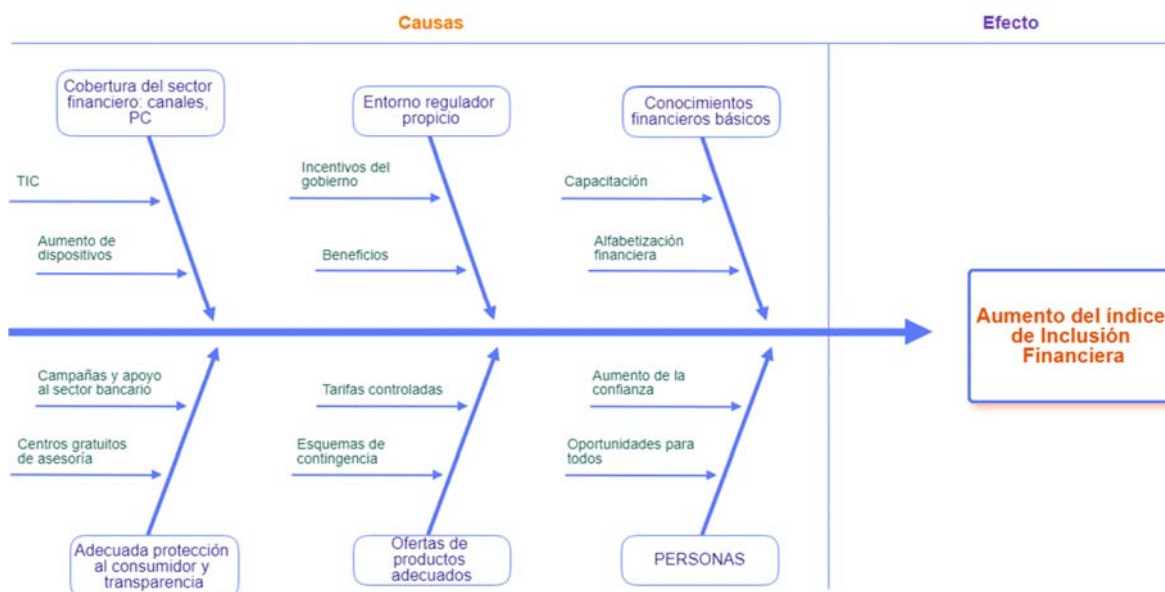 Causas
Efecto
Cobertura del sector
financiero: canales,
PC
Entorno regulador
propicio
Conocimientos
financieros básicos
TIC
Incentivos del
gobierno
Capacitación
Aumento de
dispositivos
Beneficios
Alfabetización
financiera
Aumento del índice
de Inclusión
Financiera
Campañas y apoyo
al sector bancario
Tarifas controladas
Aumento de la
confianza
Centros gratuitos
de asesoría
Esquemas de
contingencia
Oportunidades para
todos
Adecuada protección
al consumidor y
transparencia
Ofertas de
productos
adecuados
PERSONAS